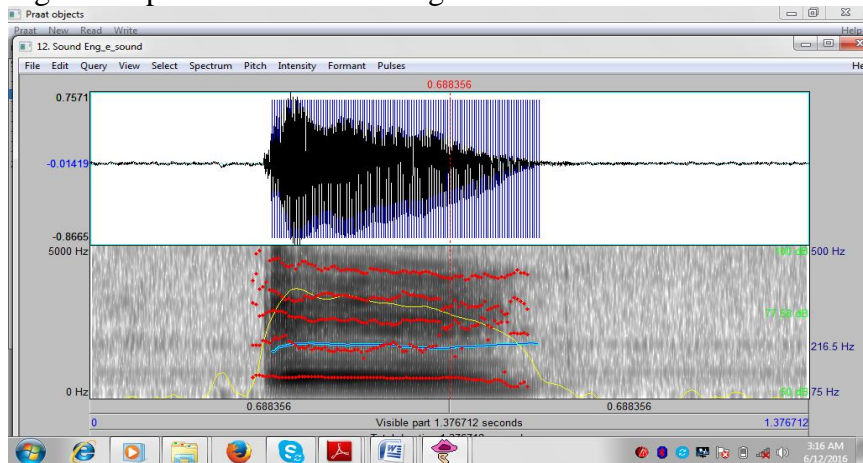 Praat objects
Praat New Read Write Help
12. Sound Eng_e_sound
File Edit Query View Select Spectrum Pitch Intensity Formant Pulses He
0.688356
0.7571
-0.01419
-0.8665
5000 Hz
500 Hz
77.58 dB
216.5 Hz
0 Hz
75 Hz
0.688356 0.688356
0 Visible part 1.376712 seconds 1.376712
3:16 AM
6/12/2016